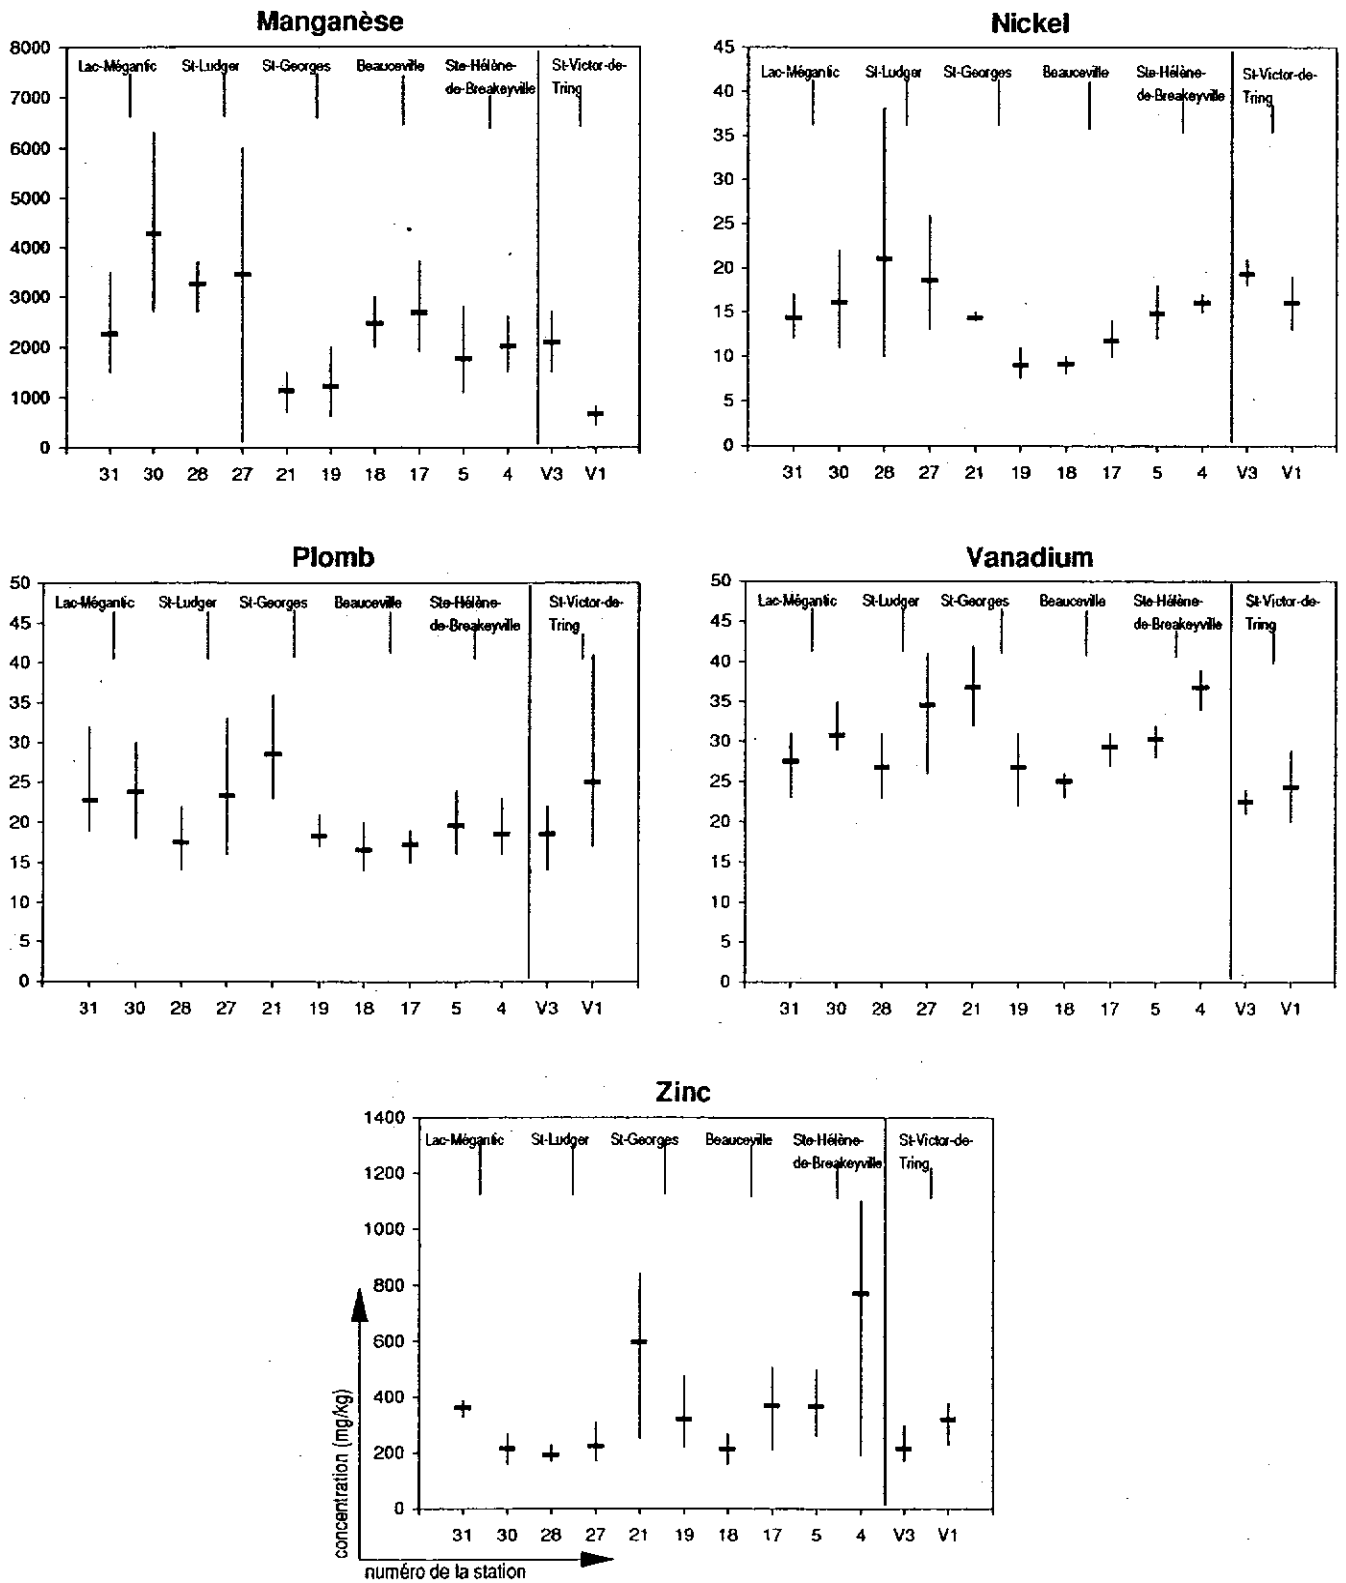 Manganèse
8000
7000
6000
5000
4000
3000
2000
1000
0
Lac-Mégantic St-Ludger St-Georges Beauceville Ste-Hélène- St-Victor-de-
de-Breakeyville Tring
31 30 28 27 21 19 18 17 5 4 V3 V1
Nickel
45
40
35
30
25
20
15
10
5
0
Lac-Mégantic St-Ludger St-Georges Beauceville Ste-Hélène- St-Victor-de-
de-Breakeyville Tring
31 30 28 27 21 19 18 17 5 4 V3 V1
Plomb
50
45
40
35
30
25
20
15
10
5
0
Lac-Mégantic St-Ludger St-Georges Beauceville Ste-Hélène- St-Victor-de-
de-Breakeyville Tring
31 30 28 27 21 19 18 17 5 4 V3 V1
Vanadium
50
45
40
35
30
25
20
15
10
5
0
Lac-Mégantic St-Ludger St-Georges Beauceville Ste-Hélène- St-Victor-de-
de-Breakeyville Tring
31 30 28 27 21 19 18 17 5 4 V3 V1
Zinc
1400
1200
1000
800
600
400
200
0
Lac-Mégantic St-Ludger St-Georges Beauceville Ste-Hélène- St-Victor-de-
de-Breakeyville Tring
31 30 28 27 21 19 18 17 5 4 V3 V1
concentration (mg/kg)
numéro de la station